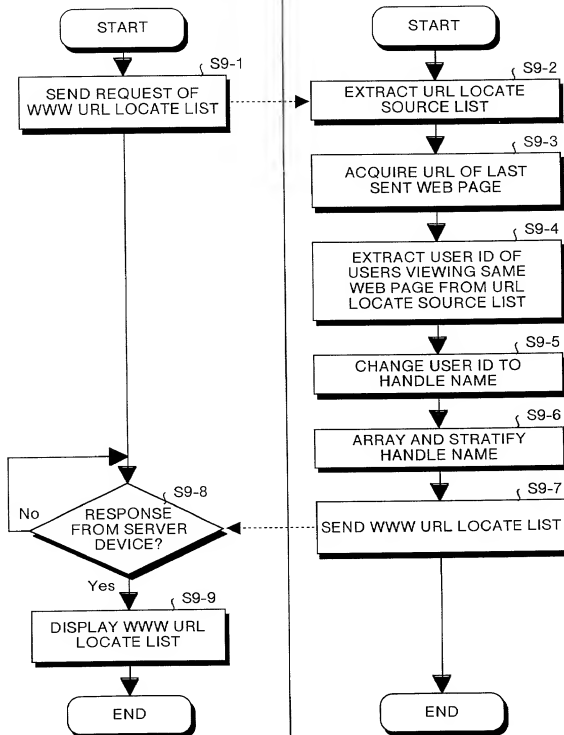 START
S9-1
SEND REQUEST OF
WWW URL LOCATE LIST
No
S9-8
RESPONSE
FROM SERVER
DEVICE?
Yes
S9-9
DISPLAY WWW URL
LOCATE LIST
END
START
S9-2
EXTRACT URL LOCATE
SOURCE LIST
S9-3
ACQUIRE URL OF LAST
SENT WEB PAGE
S9-4
EXTRACT USER ID OF
USERS VIEWING SAME
WEB PAGE FROM URL
LOCATE SOURCE LIST
S9-5
CHANGE USER ID TO
HANDLE NAME
S9-6
ARRAY AND STRATIFY
HANDLE NAME
S9-7
SEND WWW URL LOCATE LIST
END